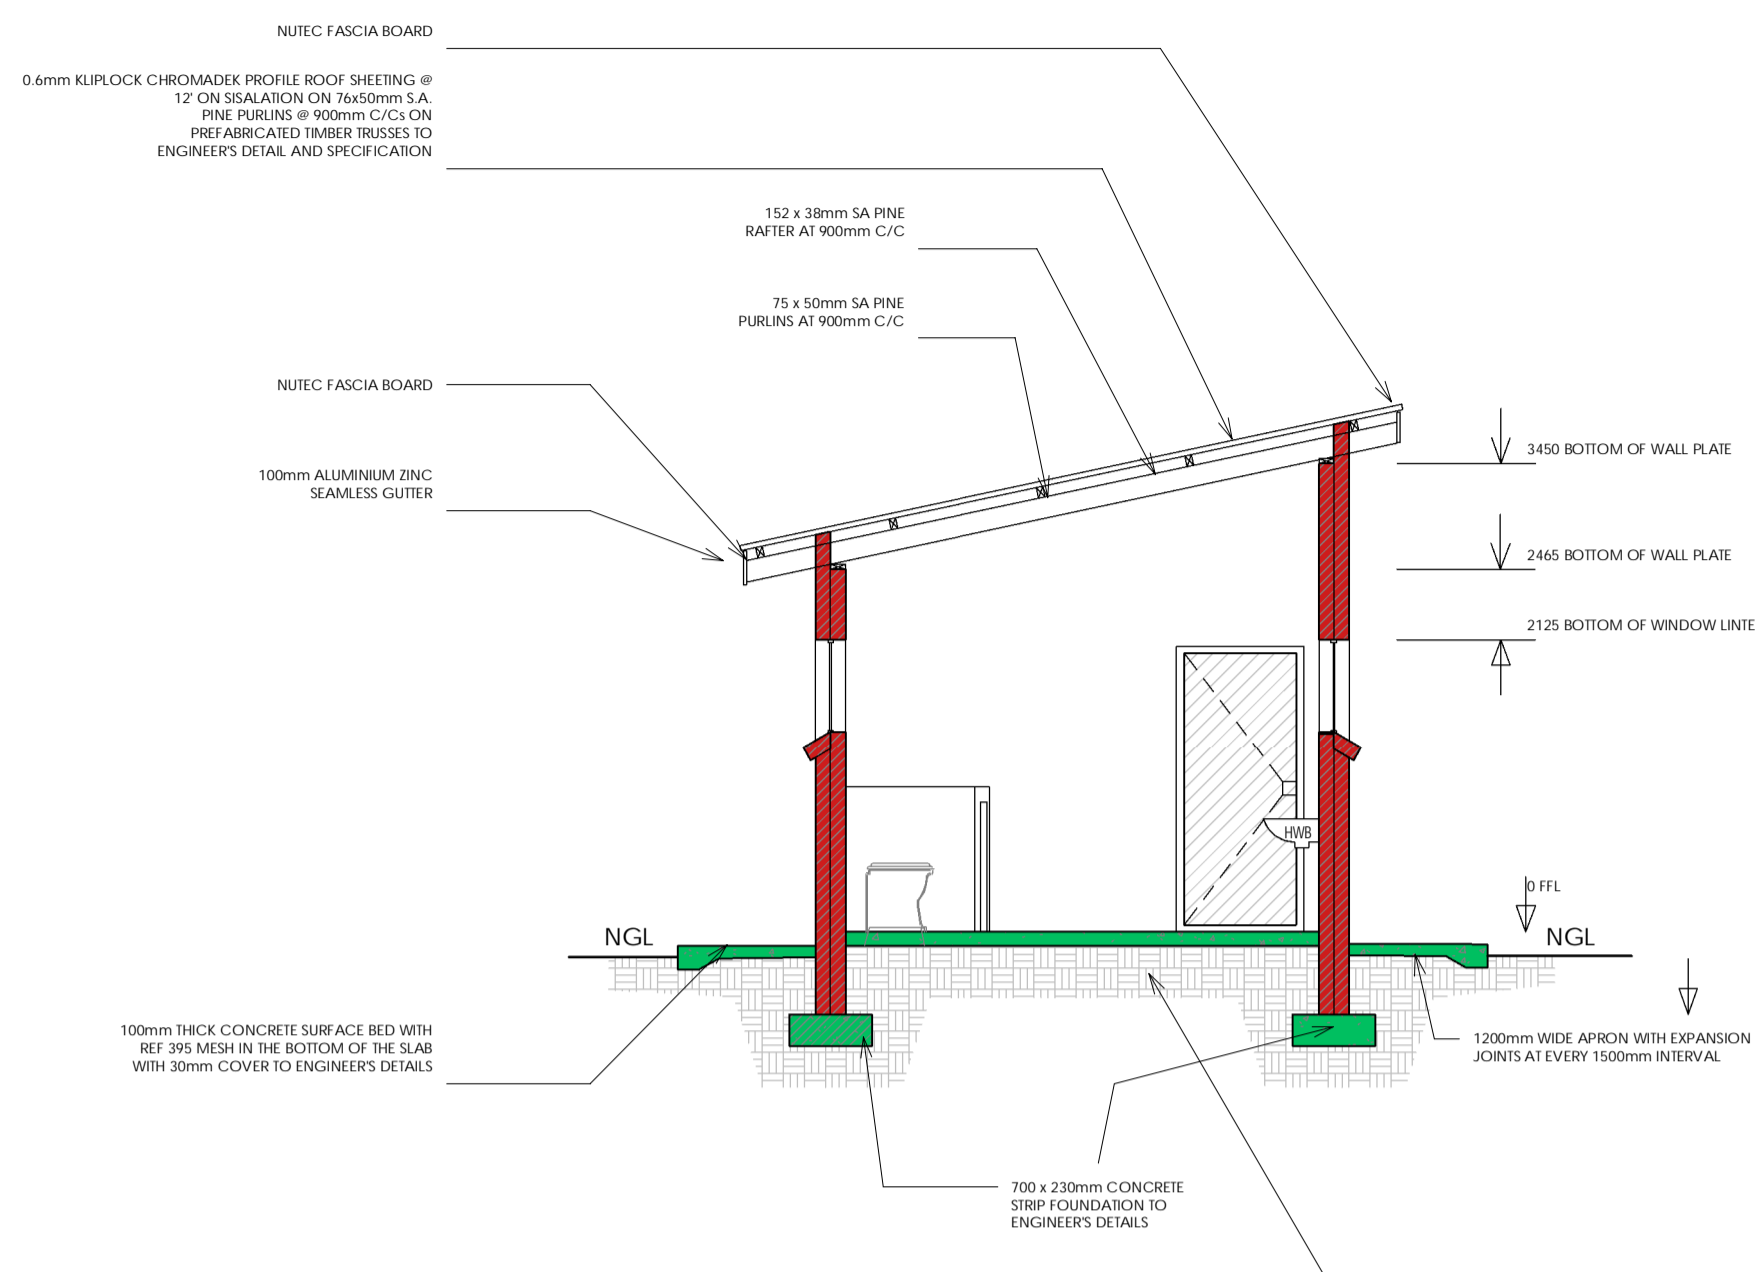 NUTEC FASCIA BOARD
0.6mm KLIPLOCK CHROMADEK PROFILE ROOF SHEETING @
12' ON SISALATION ON 76x50mm S.A.
PINE PURLINS @ 900mm C/Cs ON
PREFABRICATED TIMBER TRUSSES TO
ENGINEER'S DETAIL AND SPECIFICATION
152 x 38mm SA PINE
RAFTER AT 900mm C/C
75 x 50mm SA PINE
PURLINS AT 900mm C/C
NUTEC FASCIA BOARD
100mm ALUMINIUM ZINC
SEAMLESS GUTTER
3450 BOTTOM OF WALL PLATE
2465 BOTTOM OF WALL PLATE
2125 BOTTOM OF WINDOW LINTE
HWB
0 FFL
NGL
NGL
100mm THICK CONCRETE SURFACE BED WITH
REF 395 MESH IN THE BOTTOM OF THE SLAB
WITH 30mm COVER TO ENGINEER'S DETAILS
1200mm WIDE APRON WITH EXPANSION
JOINTS AT EVERY 1500mm INTERVAL
700 x 230mm CONCRETE
STRIP FOUNDATION TO
ENGINEER'S DETAILS